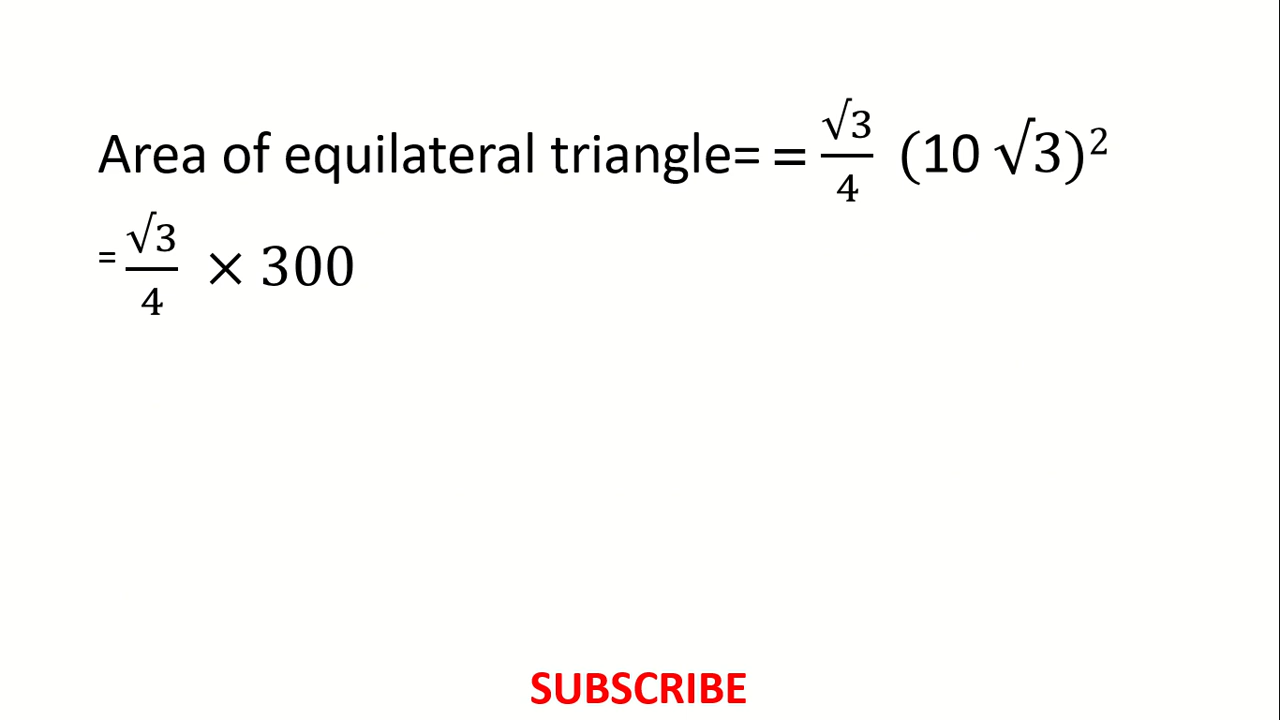 Area of equilateral triangle= = √3/4 (10 √3)²
= √3/4 × 300
SUBSCRIBE